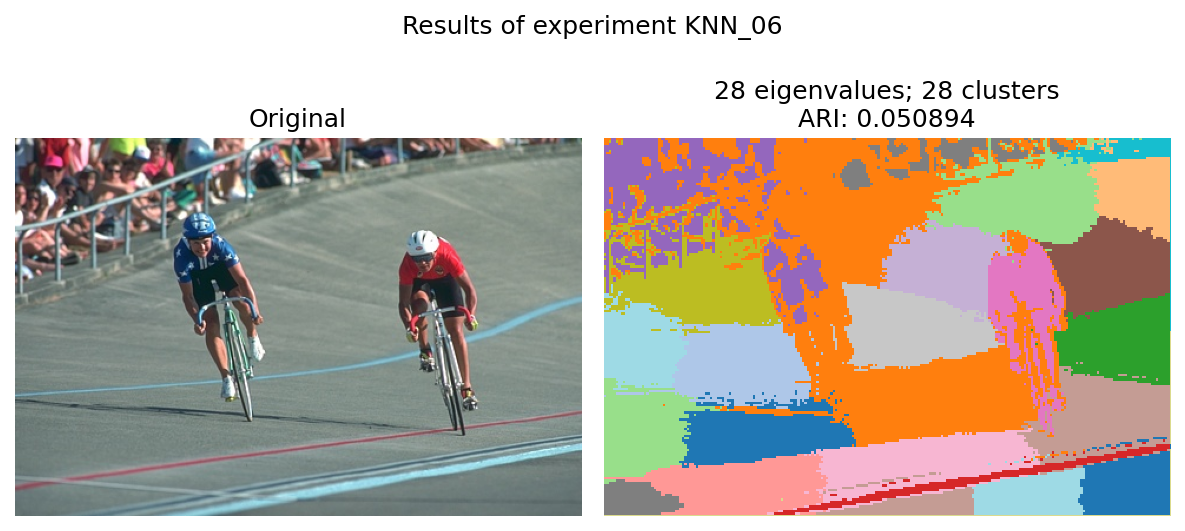 Results of experiment KNN_06
Original
28 eigenvalues; 28 clusters
ARI: 0.050894